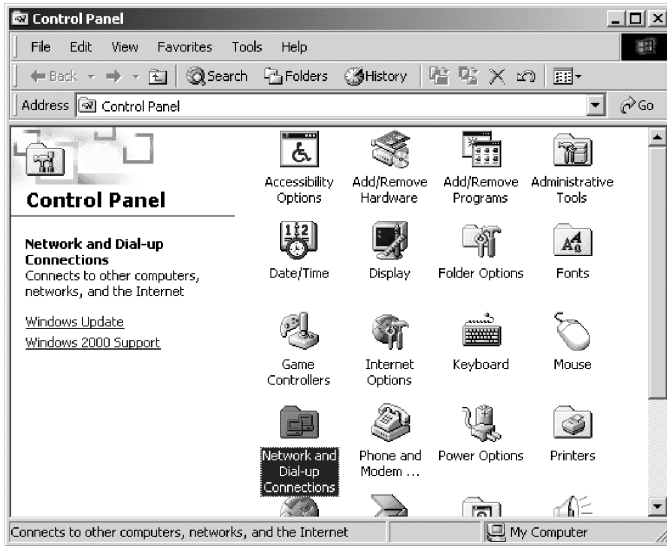 Control Panel
File Edit View Favorites Tools Help
Back Search Folders History
Address Control Panel Go
Control Panel
Network and Dial-up
Connections
Connects to other computers,
networks, and the Internet
Windows Update
Windows 2000 Support
Accessibility
Options
Add/Remove
Hardware
Add/Remove
Programs
Administrative
Tools
12
Date/Time
Display
Folder Options
Fonts
Game
Controllers
Internet
Options
Keyboard
Mouse
Network and
Dial-up
Connections
Phone and
Modem ...
Power Options
Printers
Connects to other computers, networks, and the Internet
My Computer